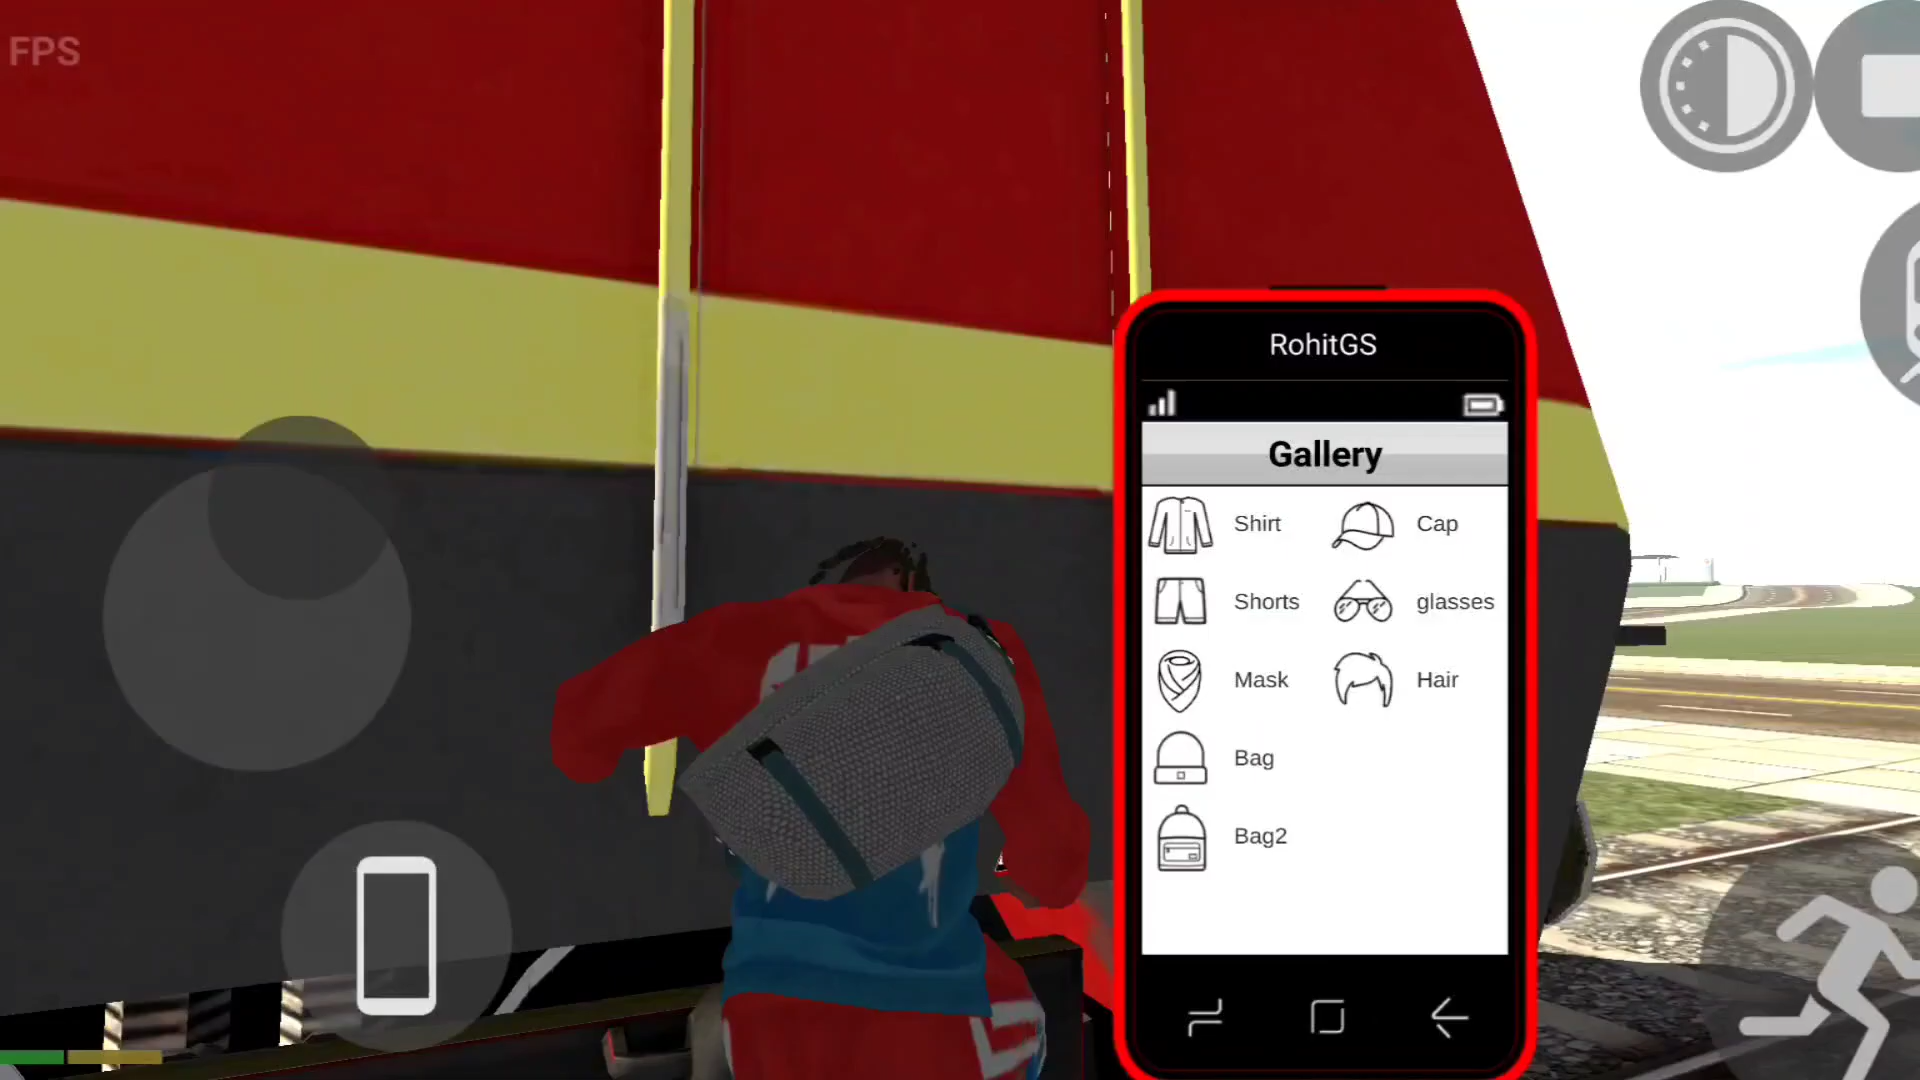 FPS
RohitGS
Gallery
Shirt
Cap
Shorts
glasses
Mask
Hair
Bag
Bag2